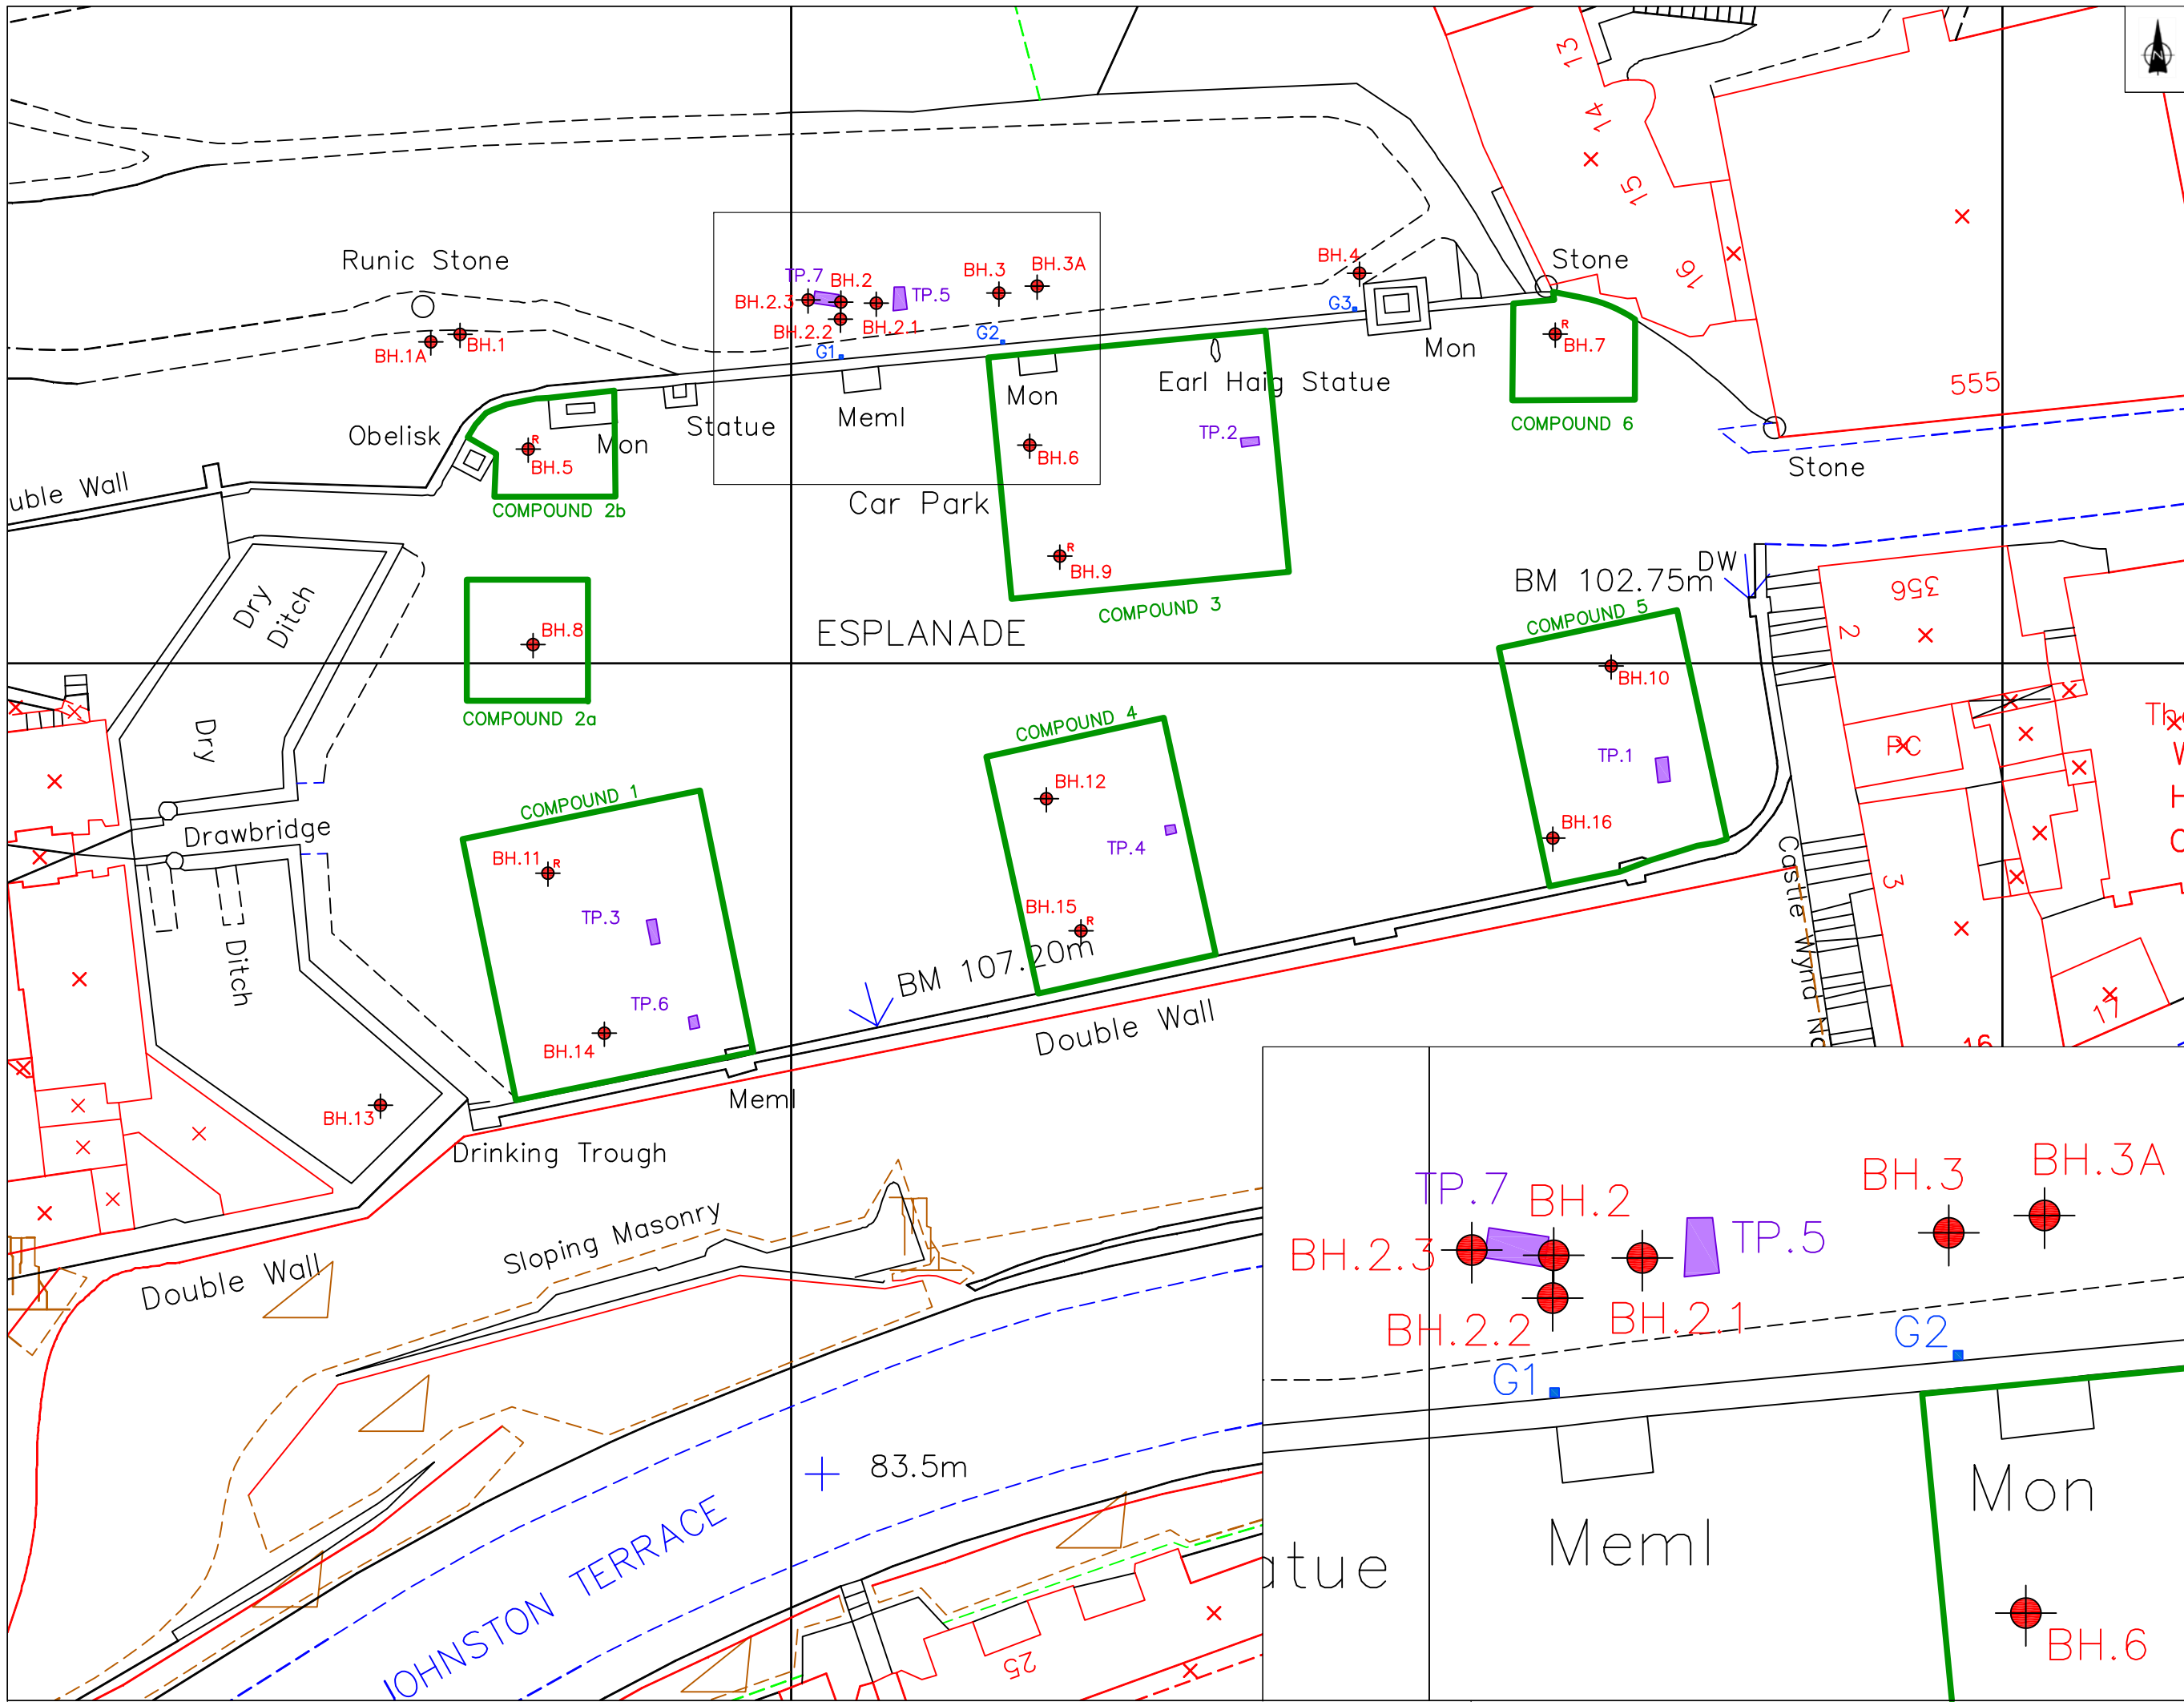 N
13
14
15
16
Runic Stone
TP.7
BH.2
BH.2.3
BH.2.2
BH.2.1
TP.5
BH.3
BH.3A
BH.4
G1
G2
G3
Stone
BH.1A
BH.1
R
BH.7
COMPOUND 6
Mon
555
Earl Haig Statue
Mon
Meml
Statue
Obelisk
Mon
R
BH.5
COMPOUND 2b
BH.6
TP.2
Car Park
Stone
uble Wall
R
BH.9
COMPOUND 3
DW
BM 102.75m
356
2
Dry
Ditch
BH.8
COMPOUND 2a
ESPLANADE
COMPOUND 5
BH.10
TP.1
BH.16
PC
Dry
COMPOUND 4
BH.12
TP.4
BH.15
R
COMPOUND 1
BH.11
R
TP.3
TP.6
BH.14
Drawbridge
Ditch
BM 107.20m
Double Wall
Castle Wynd
3
17
16
BH.13
Meml
Drinking Trough
Sloping Masonry
Double Wall
83.5m
JOHNSTON TERRACE
25
TP.7
BH.2
BH.3
BH.3A
BH.2.3
TP.5
BH.2.2
BH.2.1
G1
G2
Mon
Meml
atue
BH.6